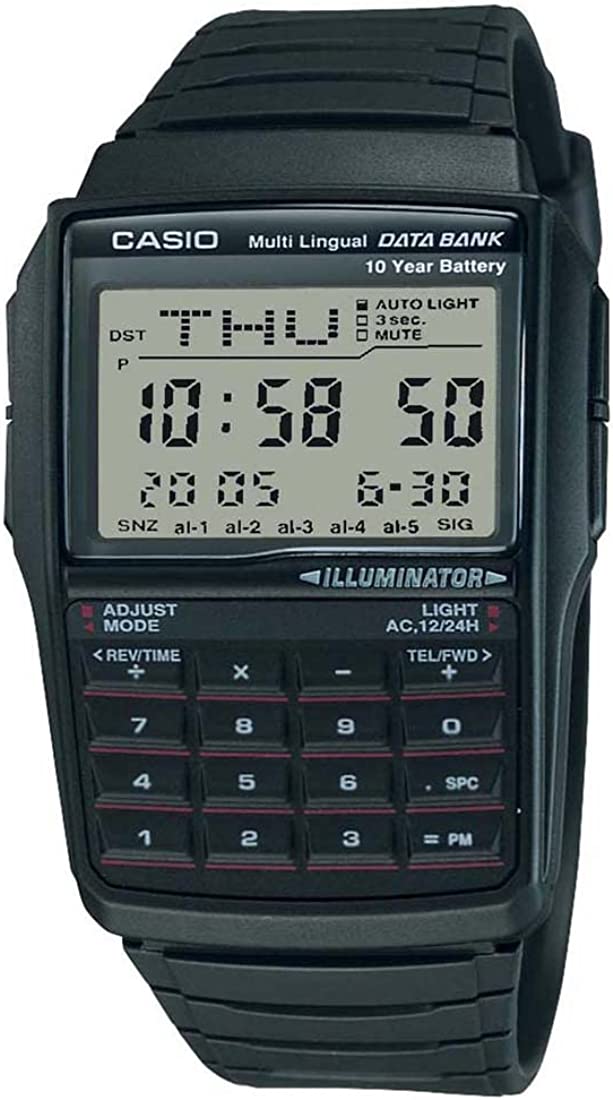 CASIO Multi Lingual DATA BANK
10 Year Battery
DST THU AUTO LIGHT
3 sec.
MUTE
P
10:58 50
20 05 6-30
SNZ al-1 al-2 al-3 al-4 al-5 SIG
ILLUMINATOR
ADJUST LIGHT
MODE AC,12/24H
< REV/TIME TEL/FWD >
÷ × − +
7 8 9 0
4 5 6 . SPC
1 2 3 = PM